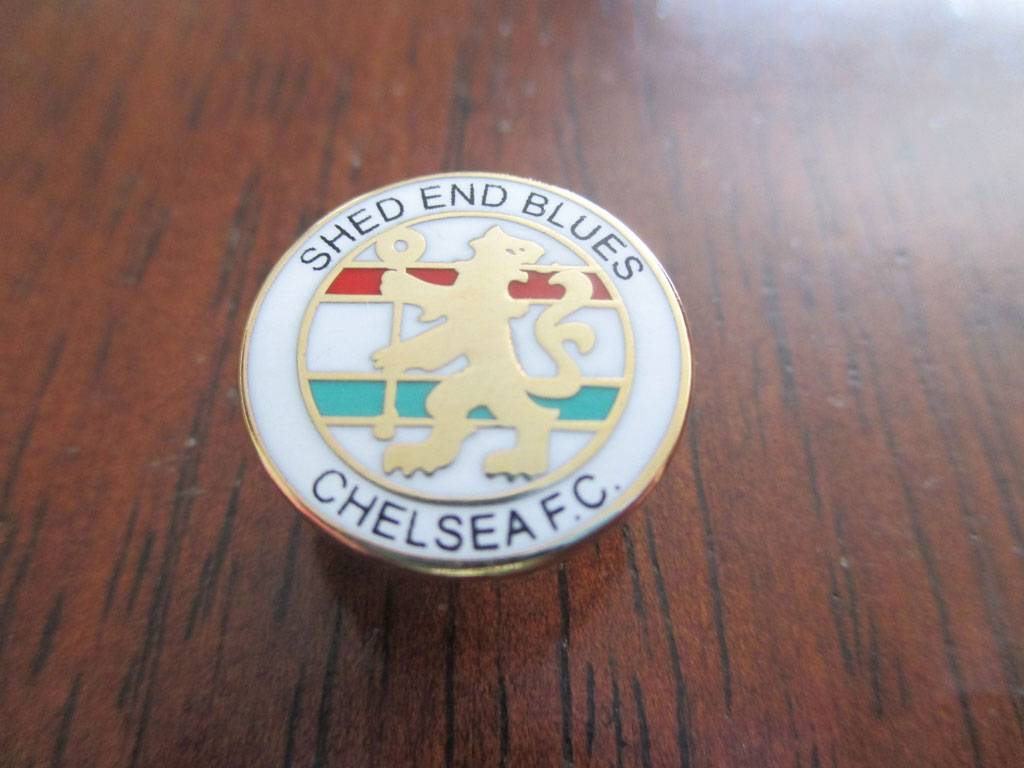 SHED END BLUES
CHELSEA F.C.